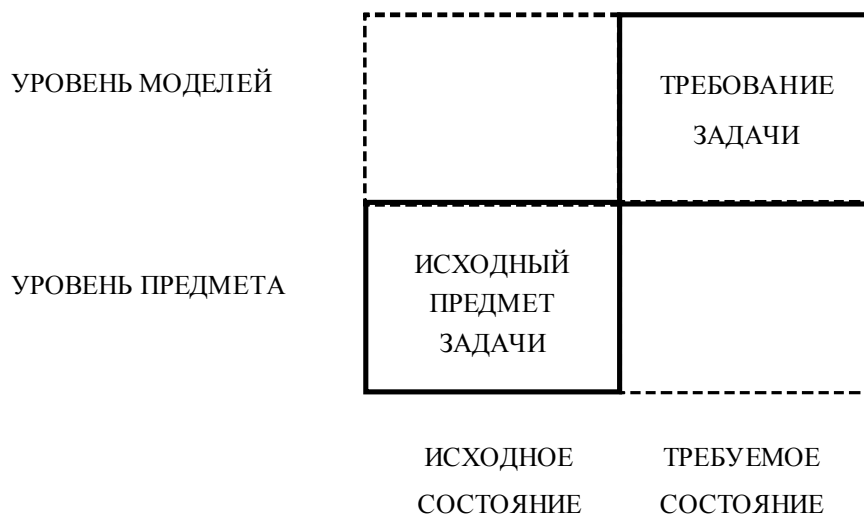 УРОВЕНЬ МОДЕЛЕЙ
ТРЕБОВАНИЕ
ЗАДАЧИ
УРОВЕНЬ ПРЕДМЕТА
ИСХОДНЫЙ
ПРЕДМЕТ
ЗАДАЧИ
ИСХОДНОЕ
СОСТОЯНИЕ
ТРЕБУЕМОЕ
СОСТОЯНИЕ